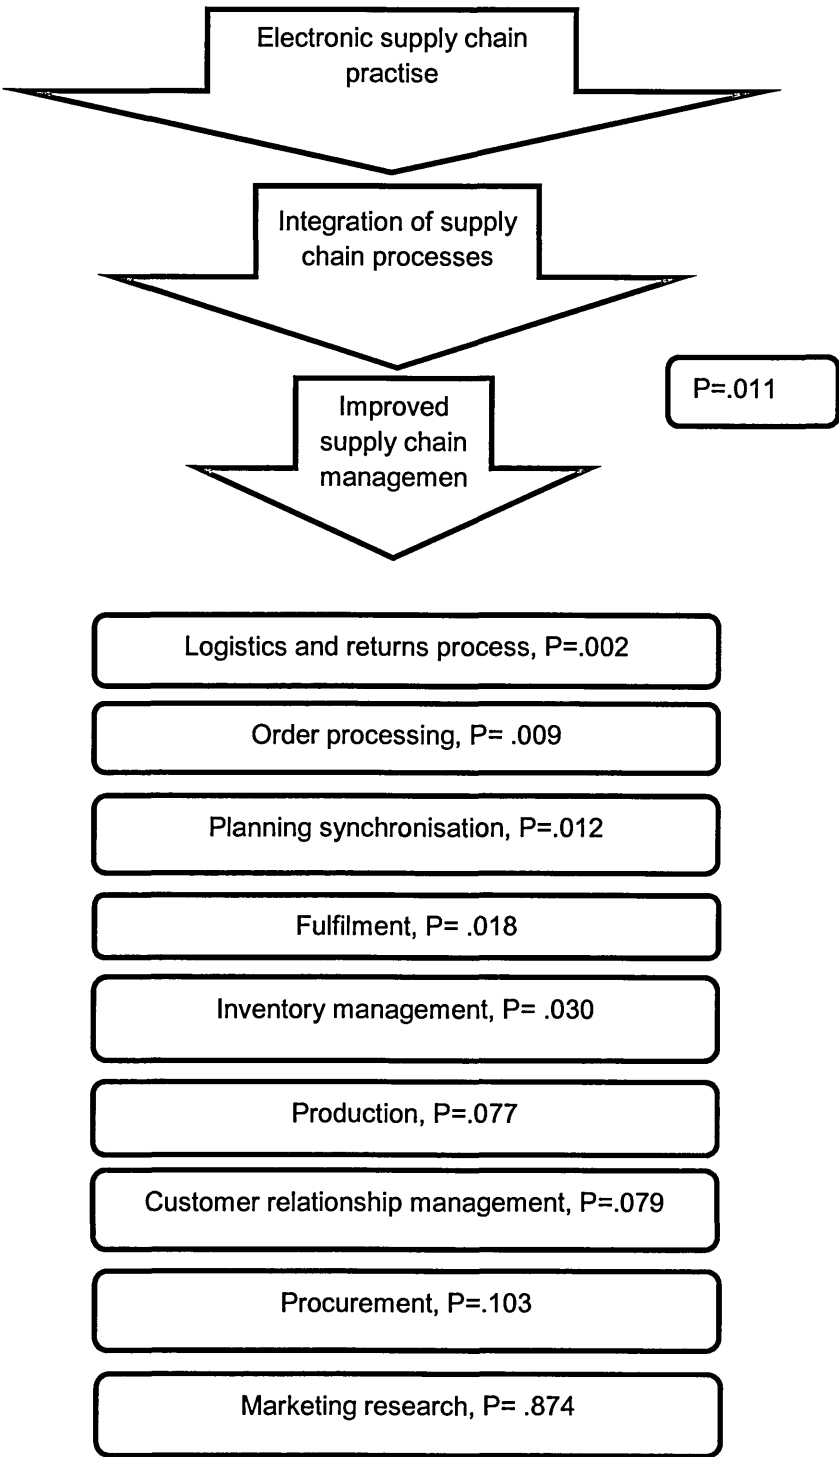 Electronic supply chain
practise
Integration of supply
chain processes
P=.011
Improved
supply chain
managemen
Logistics and returns process, P=.002
Order processing, P= .009
Planning synchronisation, P=.012
Fulfilment, P= .018
Inventory management, P= .030
Production, P=.077
Customer relationship management, P=.079
Procurement, P=.103
Marketing research, P= .874